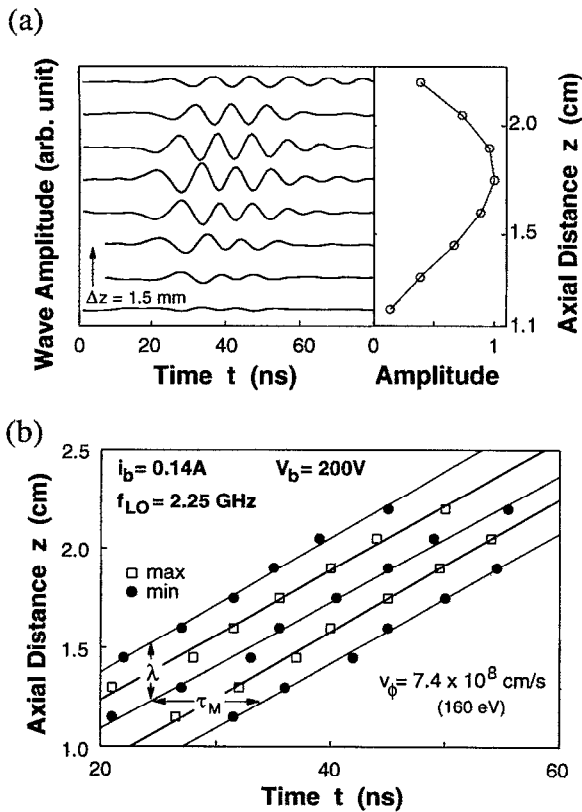 (a)
Wave Amplitude (arb. unit)
Δz = 1.5 mm
0 20 40 60 0 1
Time t (ns) Amplitude
2.0
1.5
1.1
Axial Distance z (cm)
(b)
Axial Distance z (cm)
2.5
2.0
1.5
1.0
i_b = 0.14A V_b = 200V
f_LO = 2.25 GHz
□ max
● min
λ
τ_M
v_ϕ = 7.4 x 10^8 cm/s
(160 eV)
20 40 60
Time t (ns)